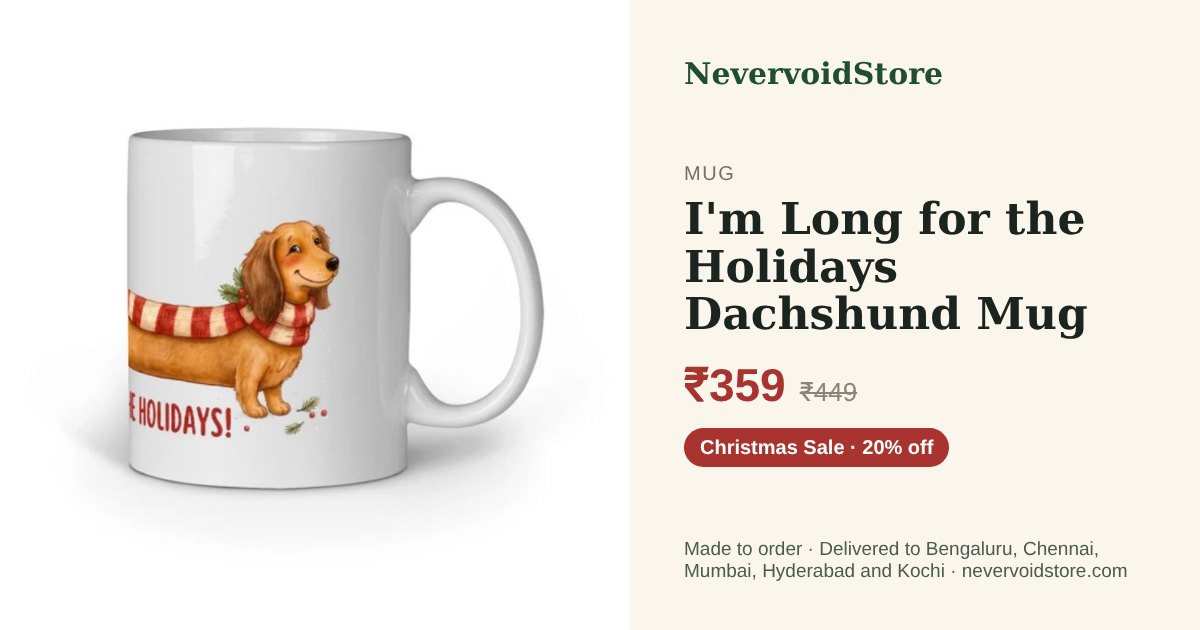 HE HOLIDAYS!
NevervoidStore
MUG
I'm Long for the
Holidays
Dachshund Mug
₹359 ₹449
Christmas Sale · 20% off
Made to order · Delivered to Bengaluru, Chennai,
Mumbai, Hyderabad and Kochi · nevervoidstore.com